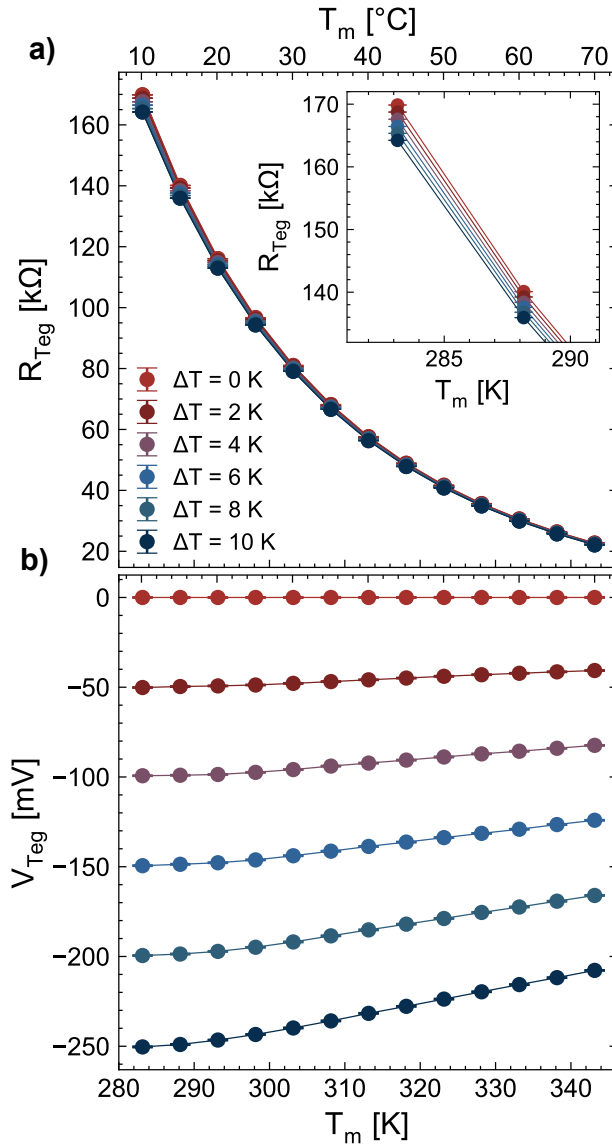 T_m [°C]
10 20 30 40 50 60 70
a)
160
140
120
100
80
60
40
20
R_Teg [kΩ]
170
160
150
140
R_Teg [kΩ]
285 290
T_m [K]
ΔT = 0 K
ΔT = 2 K
ΔT = 4 K
ΔT = 6 K
ΔT = 8 K
ΔT = 10 K
b)
0
−50
−100
−150
−200
−250
V_Teg [mV]
280 290 300 310 320 330 340
T_m [K]